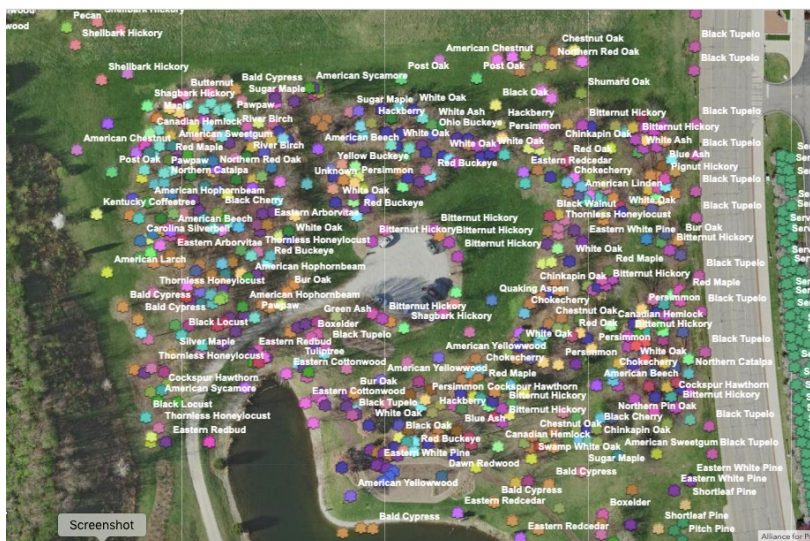 Pecan
Shellbark Hickory
Shellbark Hickory
Shellbark Hickory
Chestnut Oak
Black Tupelo
American Chestnut
Northern Red Oak
Post Oak
Post Oak
Black Tupelo
Butternut
Bald Cypress
American Sycamore
Sugar Maple
Shumard Oak
Shagbark Hickory
Black Oak
Maple
Pawpaw
Sugar Maple
White Oak
Hackberry
White Ash
Hackberry
Bitternut Hickory
Black Tupelo
Canadian Hemlock
River Birch
Ohio Buckeye
Persimmon
Bitternut Hickory
American Chestnut
American Sweetgum
American Beech
White Oak
Chinkapin Oak
White Ash
Black Tupelo
Red Maple
River Birch
White Oak
White Oak
Red Oak
Blue Ash
Post Oak
Pawpaw
Northern Red Oak
Yellow Buckeye
Red Buckeye
Eastern Redcedar
Pignut Hickory
Northern Catalpa
Unknown
Persimmon
Chokecherry
Black Tupelo
American Hophornbeam
White Oak
American Linden
Kentucky Coffeetree
Black Cherry
Red Buckeye
Black Walnut
White Oak
Black Tupelo
American Beech
Eastern Arborvitae
Bitternut Hickory
Thornless Honeylocust
Carolina Silverbell
White Oak
Bitternut Hickory
Bitternut Hickory
Eastern White Pine
Bur Oak
Eastern Arborvitae
Thornless Honeylocust
Bitternut Hickory
Bitternut Hickory
Red Buckeye
White Oak
American Larch
American Hophornbeam
Red Maple
Black Tupelo
Thornless Honeylocust
Bur Oak
Chinkapin Oak
Bitternut Hickory
Red Maple
Bald Cypress
American Hophornbeam
Quaking Aspen
Persimmon
Black Tupelo
Bald Cypress
Pawpaw
Green Ash
Bitternut Hickory
Chokecherry
Chestnut Oak
Canadian Hemlock
Black Locust
Boxelder
Shagbark Hickory
Red Oak
Bitternut Hickory
Black Tupelo
White Oak
Persimmon
Silver Maple
Eastern Redbud
American Yellowwood
Persimmon
White Oak
Black Tupelo
Thornless Honeylocust
Tuliptree
Chokecherry
Chokecherry
Northern Catalpa
Eastern Cottonwood
American Yellowwood
Red Maple
American Beech
Cockspur Hawthorn
Bur Oak
Persimmon
Cockspur Hawthorn
Cockspur Hawthorn
American Sycamore
Eastern Cottonwood
Bitternut Hickory
Bitternut Hickory
Black Locust
Black Tupelo
Hackberry
Bitternut Hickory
Northern Pin Oak
Thornless Honeylocust
White Oak
Blue Ash
Black Cherry
Black Tupelo
Eastern Redbud
Black Oak
Chestnut Oak
Chinkapin Oak
Red Buckeye
Canadian Hemlock
American Sweetgum
Black Tupelo
Eastern White Pine
Swamp White Oak
Sugar Maple
Dawn Redwood
Bald Cypress
Eastern White Pine
American Yellowwood
Bald Cypress
Shortleaf Pine
Eastern Redcedar
Boxelder
Bald Cypress
Shortleaf Pine
Screenshot
Eastern Redcedar
Pitch Pine